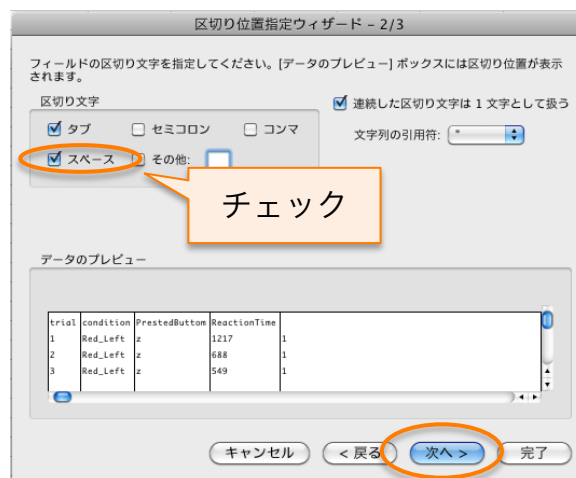 区切り位置指定ウィザード – 2/3
フィールドの区切り文字を指定してください。[データのプレビュー] ボックスには区切り位置が表示
されます。
区切り文字
連続した区切り文字は 1 文字として扱う
タブ セミコロン コンマ
文字列の引用符: "
スペース その他:
チェック
データのプレビュー
trial condition PrestedButtom ReactionTime
1 Red_Left z 1217 1
2 Red_Left z 688 1
3 Red_Left z 549 1
キャンセル < 戻る 次へ > 完了